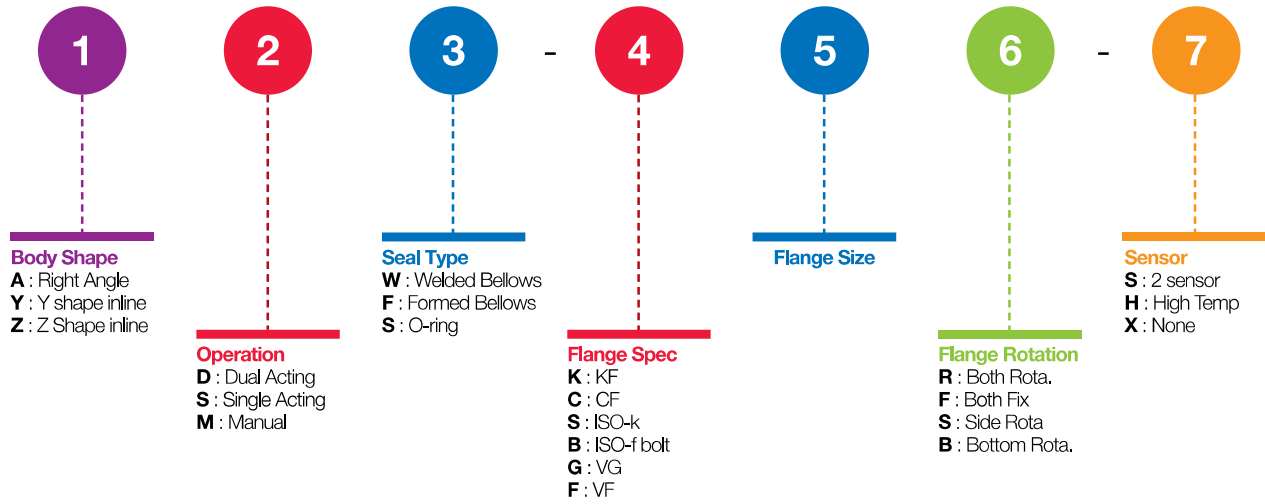 1 2 3 - 4 5 6 - 7
Body Shape
A : Right Angle
Y : Y shape inline
Z : Z Shape inline
Operation
D : Dual Acting
S : Single Acting
M : Manual
Seal Type
W : Welded Bellows
F : Formed Bellows
S : O-ring
Flange Spec
K : KF
C : CF
S : ISO-k
B : ISO-f bolt
G : VG
F : VF
Flange Size
Flange Rotation
R : Both Rota.
F : Both Fix
S : Side Rota
B : Bottom Rota.
Sensor
S : 2 sensor
H : High Temp
X : None